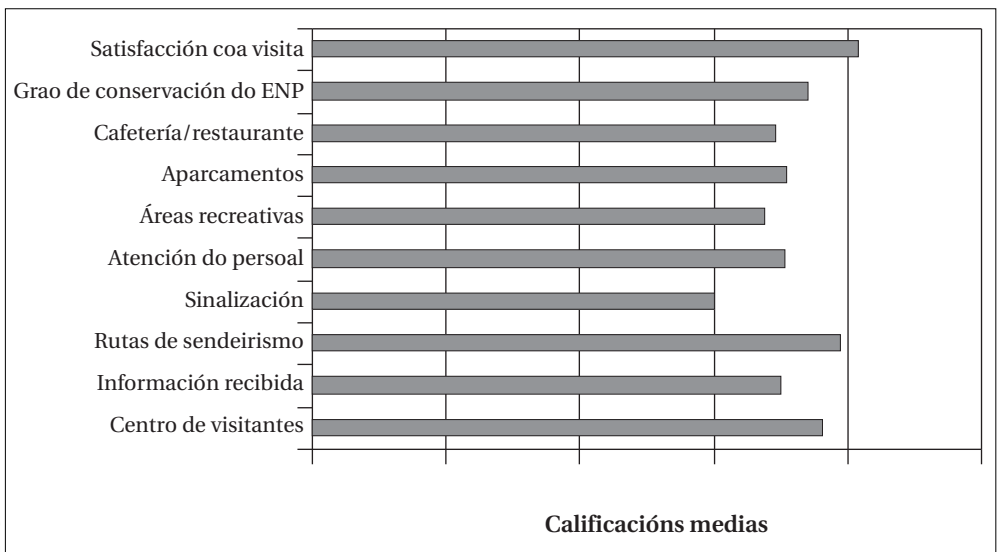 Satisfacción coa visita
Grao de conservación do ENP
Cafetería/restaurante
Aparcamentos
Áreas recreativas
Atención do persoal
Sinalización
Rutas de sendeirismo
Información recibida
Centro de visitantes
Calificacións medias